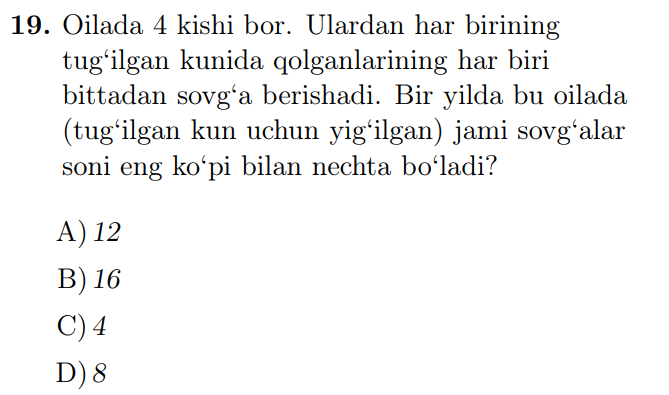 19. Oilada 4 kishi bor. Ulardan har birining
tug‘ilgan kunida qolganlarining har biri
bittadan sovg‘a berishadi. Bir yilda bu oilada
(tug‘ilgan kun uchun yig‘ilgan) jami sovg‘alar
soni eng ko‘pi bilan nechta bo‘ladi?
A) 12
B) 16
C) 4
D) 8